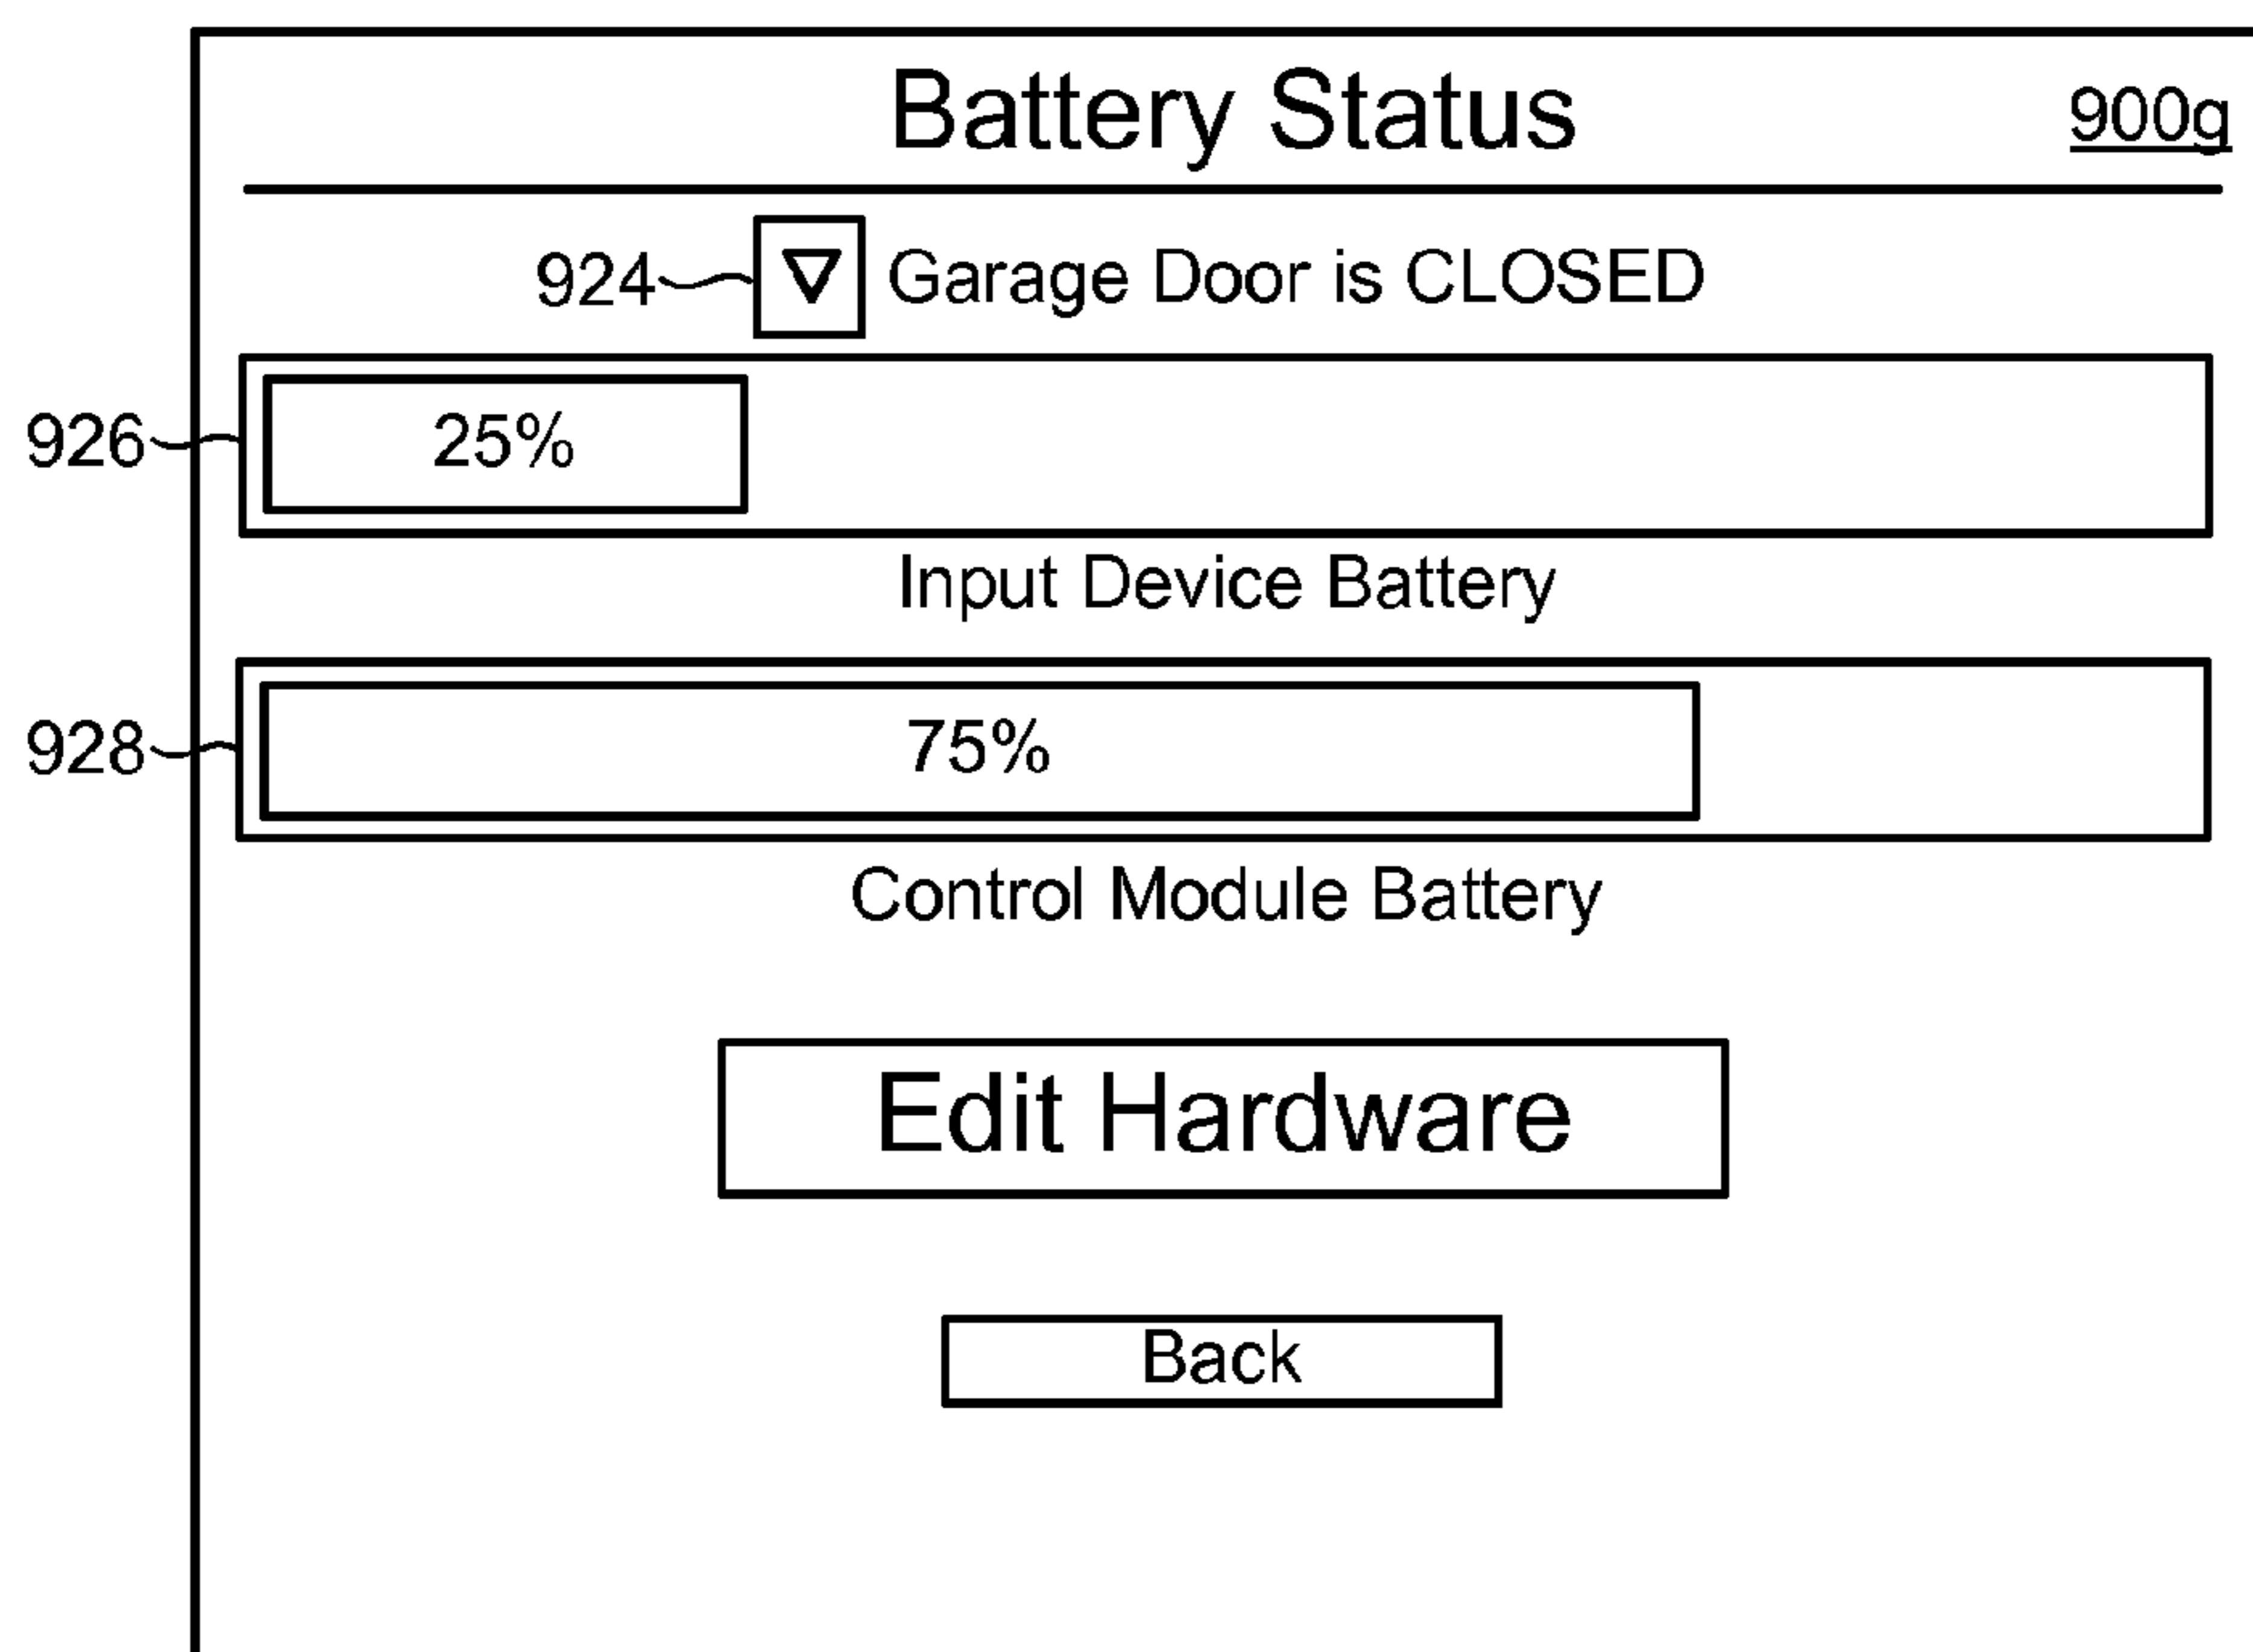 Battery Status 900g
924 Garage Door is CLOSED
926 25%
Input Device Battery
928 75%
Control Module Battery
Edit Hardware
Back